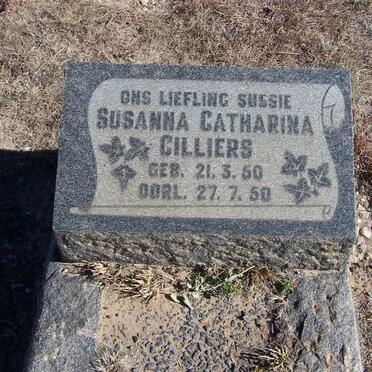 ONS LIEFLING SUSSIE
SUSANNA CATHARINA
CILLIERS
GEB. 21. 3. 50
OORL. 27. 7. 50